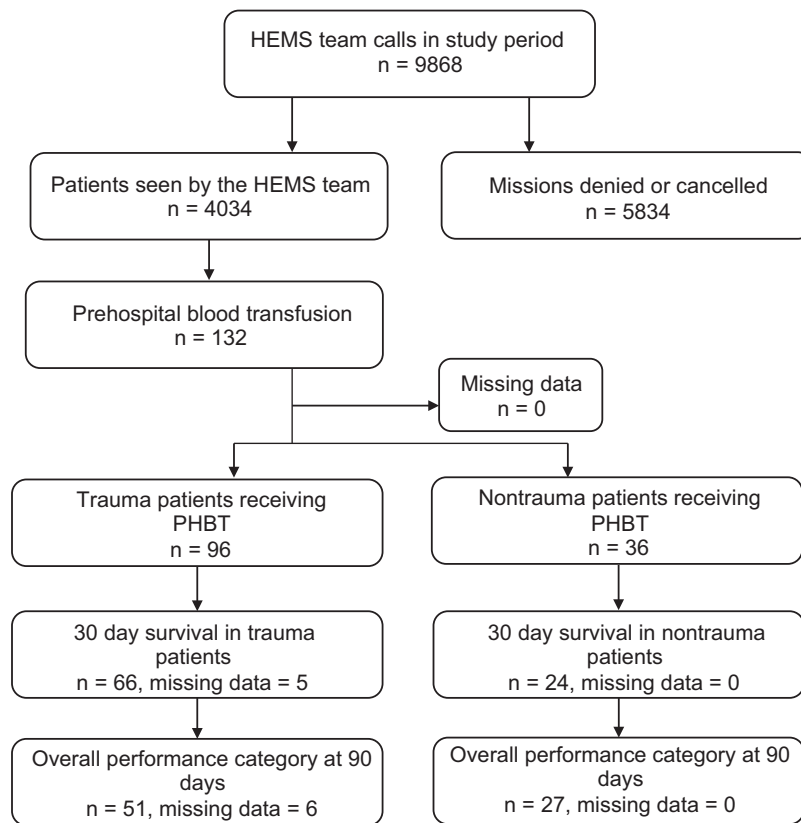 HEMS team calls in study period
n = 9868
Patients seen by the HEMS team
n = 4034
Missions denied or cancelled
n = 5834
Prehospital blood transfusion
n = 132
Missing data
n = 0
Trauma patients receiving
PHBT
n = 96
Nontrauma patients receiving
PHBT
n = 36
30 day survival in trauma
patients
n = 66, missing data = 5
30 day survival in nontrauma
patients
n = 24, missing data = 0
Overall performance category at 90
days
n = 51, missing data = 6
Overall performance category at 90
days
n = 27, missing data = 0